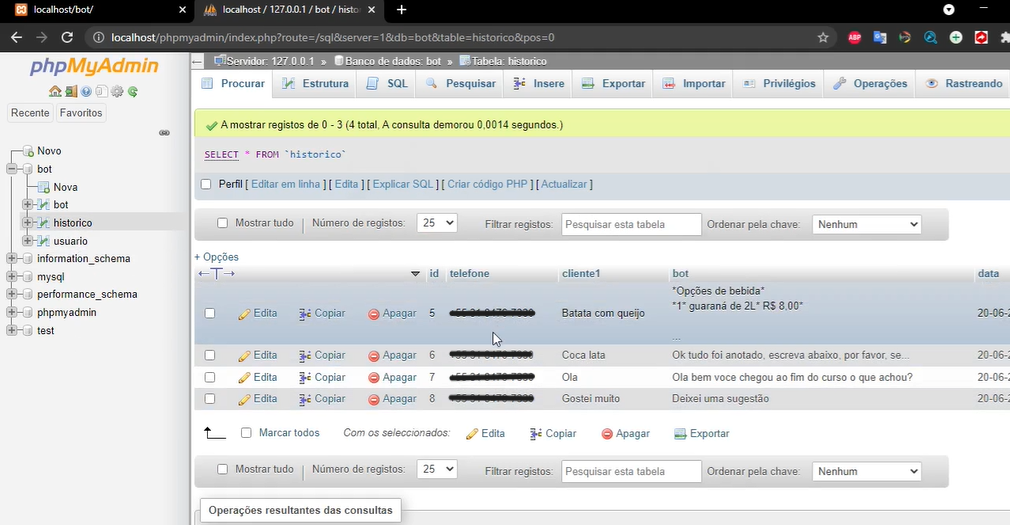 localhost/bot/ × localhost / 127.0.0.1 / bot / histo × +
localhost/phpmyadmin/index.php?route=/sql&server=1&db=bot&table=historico&pos=0 ABP
phpMyAdmin
Recente Favoritos
Novo
bot
Nova
bot
historico
usuario
information_schema
mysql
performance_schema
phpmyadmin
test
Servidor: 127.0.0.1 » Banco de dados: bot » Tabela: historico
Procurar Estrutura SQL Pesquisar Insere Exportar Importar Privilégios Operações Rastreando
A mostrar registos de 0 - 3 (4 total, A consulta demorou 0,0014 segundos.)
SELECT * FROM `historico`
Perfil [ Editar em linha ] [ Edita ] [ Explicar SQL ] [ Criar código PHP ] [ Actualizar ]
Mostrar tudo | Número de registos: 25 Filtrar registos: Pesquisar esta tabela Ordenar pela chave: Nenhum
+ Opções
id telefone cliente1 bot data
Edita Copiar Apagar 5 Batata com queijo *Opções de bebida*
"1" guaraná de 2L* R$ 8,00*
... 20-06-
Edita Copiar Apagar 6 Coca lata Ok tudo foi anotado, escreva abaixo, por favor, se... 20-06-2
Edita Copiar Apagar 7 Ola Ola bem voce chegou ao fim do curso o que achou? 20-06-2
Edita Copiar Apagar 8 Gostei muito Deixei uma sugestão 20-06-2
Marcar todos Com os seleccionados: Edita Copiar Apagar Exportar
Mostrar tudo | Número de registos: 25 Filtrar registos: Pesquisar esta tabela Ordenar pela chave: Nenhum
Operações resultantes das consultas